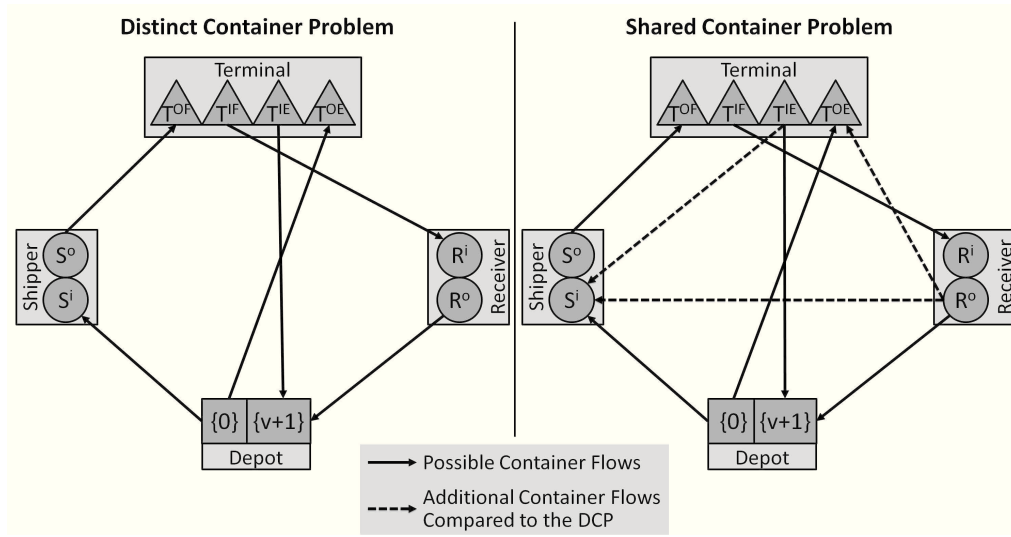 Distinct Container Problem
Terminal
T^OF T^IF T^IE T^OE
Shipper
S^o
S^i
R^i
R^o
Receiver
{0} {v+1}
Depot
Shared Container Problem
Terminal
T^OF T^IF T^IE T^OE
Shipper
S^o
S^i
R^i
R^o
Receiver
{0} {v+1}
Depot
Possible Container Flows
Additional Container Flows
Compared to the DCP